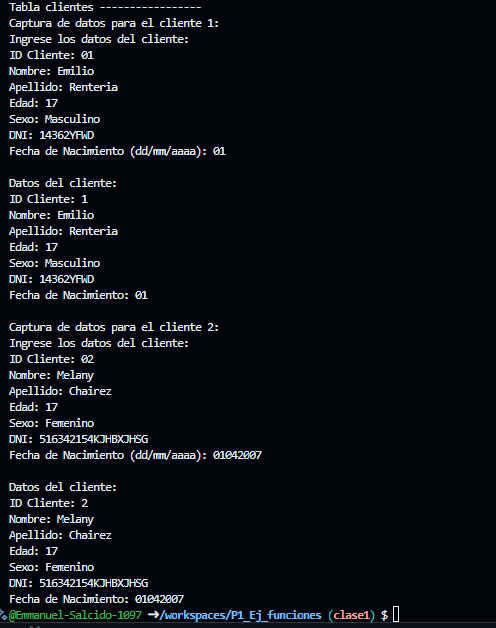 Tabla clientes -----------------
Captura de datos para el cliente 1:
Ingrese los datos del cliente:
ID Cliente: 01
Nombre: Emilio
Apellido: Renteria
Edad: 17
Sexo: Masculino
DNI: 14362YFWD
Fecha de Nacimiento (dd/mm/aaaa): 01

Datos del cliente:
ID Cliente: 1
Nombre: Emilio
Apellido: Renteria
Edad: 17
Sexo: Masculino
DNI: 14362YFWD
Fecha de Nacimiento: 01

Captura de datos para el cliente 2:
Ingrese los datos del cliente:
ID Cliente: 02
Nombre: Melany
Apellido: Chairez
Edad: 17
Sexo: Femenino
DNI: 516342154KJHBXJHSG
Fecha de Nacimiento (dd/mm/aaaa): 01042007

Datos del cliente:
ID Cliente: 2
Nombre: Melany
Apellido: Chairez
Edad: 17
Sexo: Femenino
DNI: 516342154KJHBXJHSG
Fecha de Nacimiento: 01042007
@Emmanuel-Salcido-1097 ➜/workspaces/P1_Ej_funciones (clase1) $